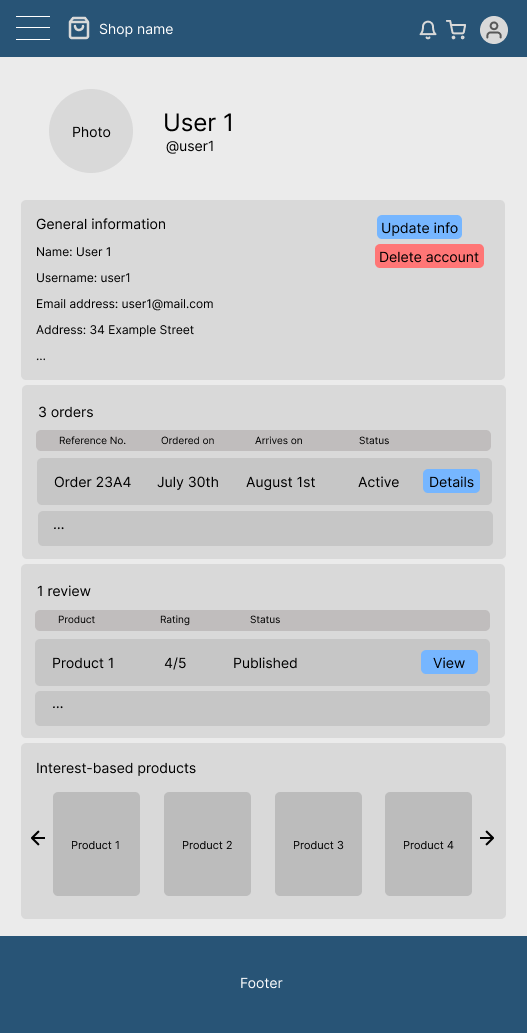 Shop name
Photo
User 1
@user1
General information
Update info
Name: User 1
Delete account
Username: user1
Email address: user1@mail.com
Address: 34 Example Street
...
3 orders
Reference No. Ordered on Arrives on Status
Order 23A4 July 30th August 1st Active Details
...
1 review
Product Rating Status
Product 1 4/5 Published View
...
Interest-based products
Product 1 Product 2 Product 3 Product 4
Footer